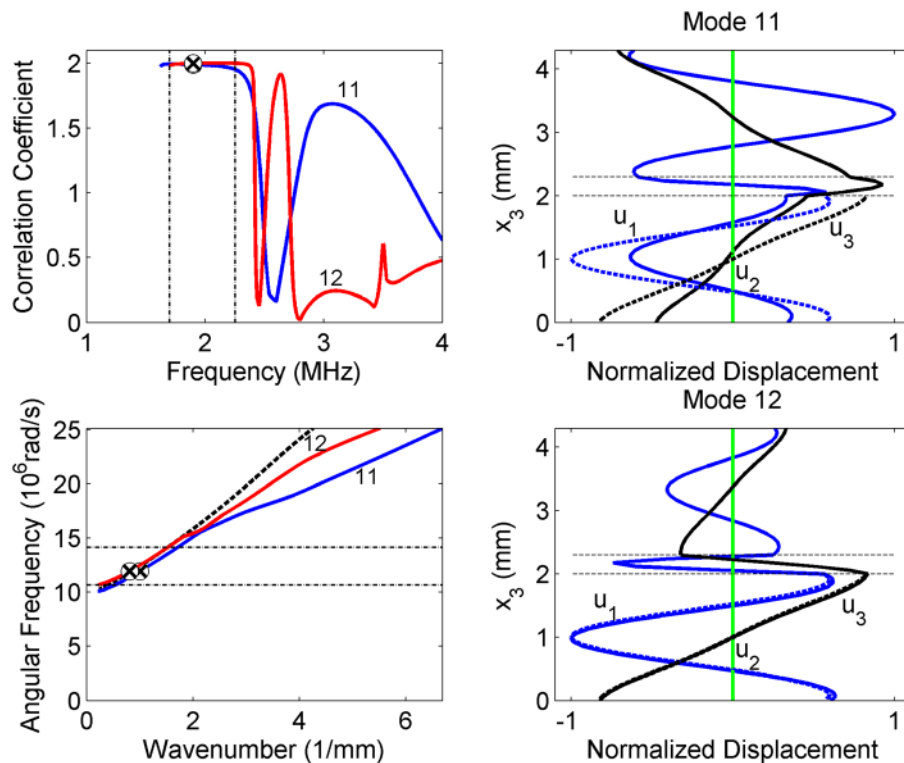 Mode 11
Correlation Coefficient
2
1.5
1
0.5
0
11
12
1
2
3
4
Frequency (MHz)
x3 (mm)
4
3
2
1
0
u1
u3
u2
-1
0
1
Normalized Displacement
Mode 12
Angular Frequency (10^6rad/s)
25
20
15
10
5
0
12
11
0
2
4
6
Wavenumber (1/mm)
x3 (mm)
4
3
2
1
0
u1
u3
u2
-1
0
1
Normalized Displacement